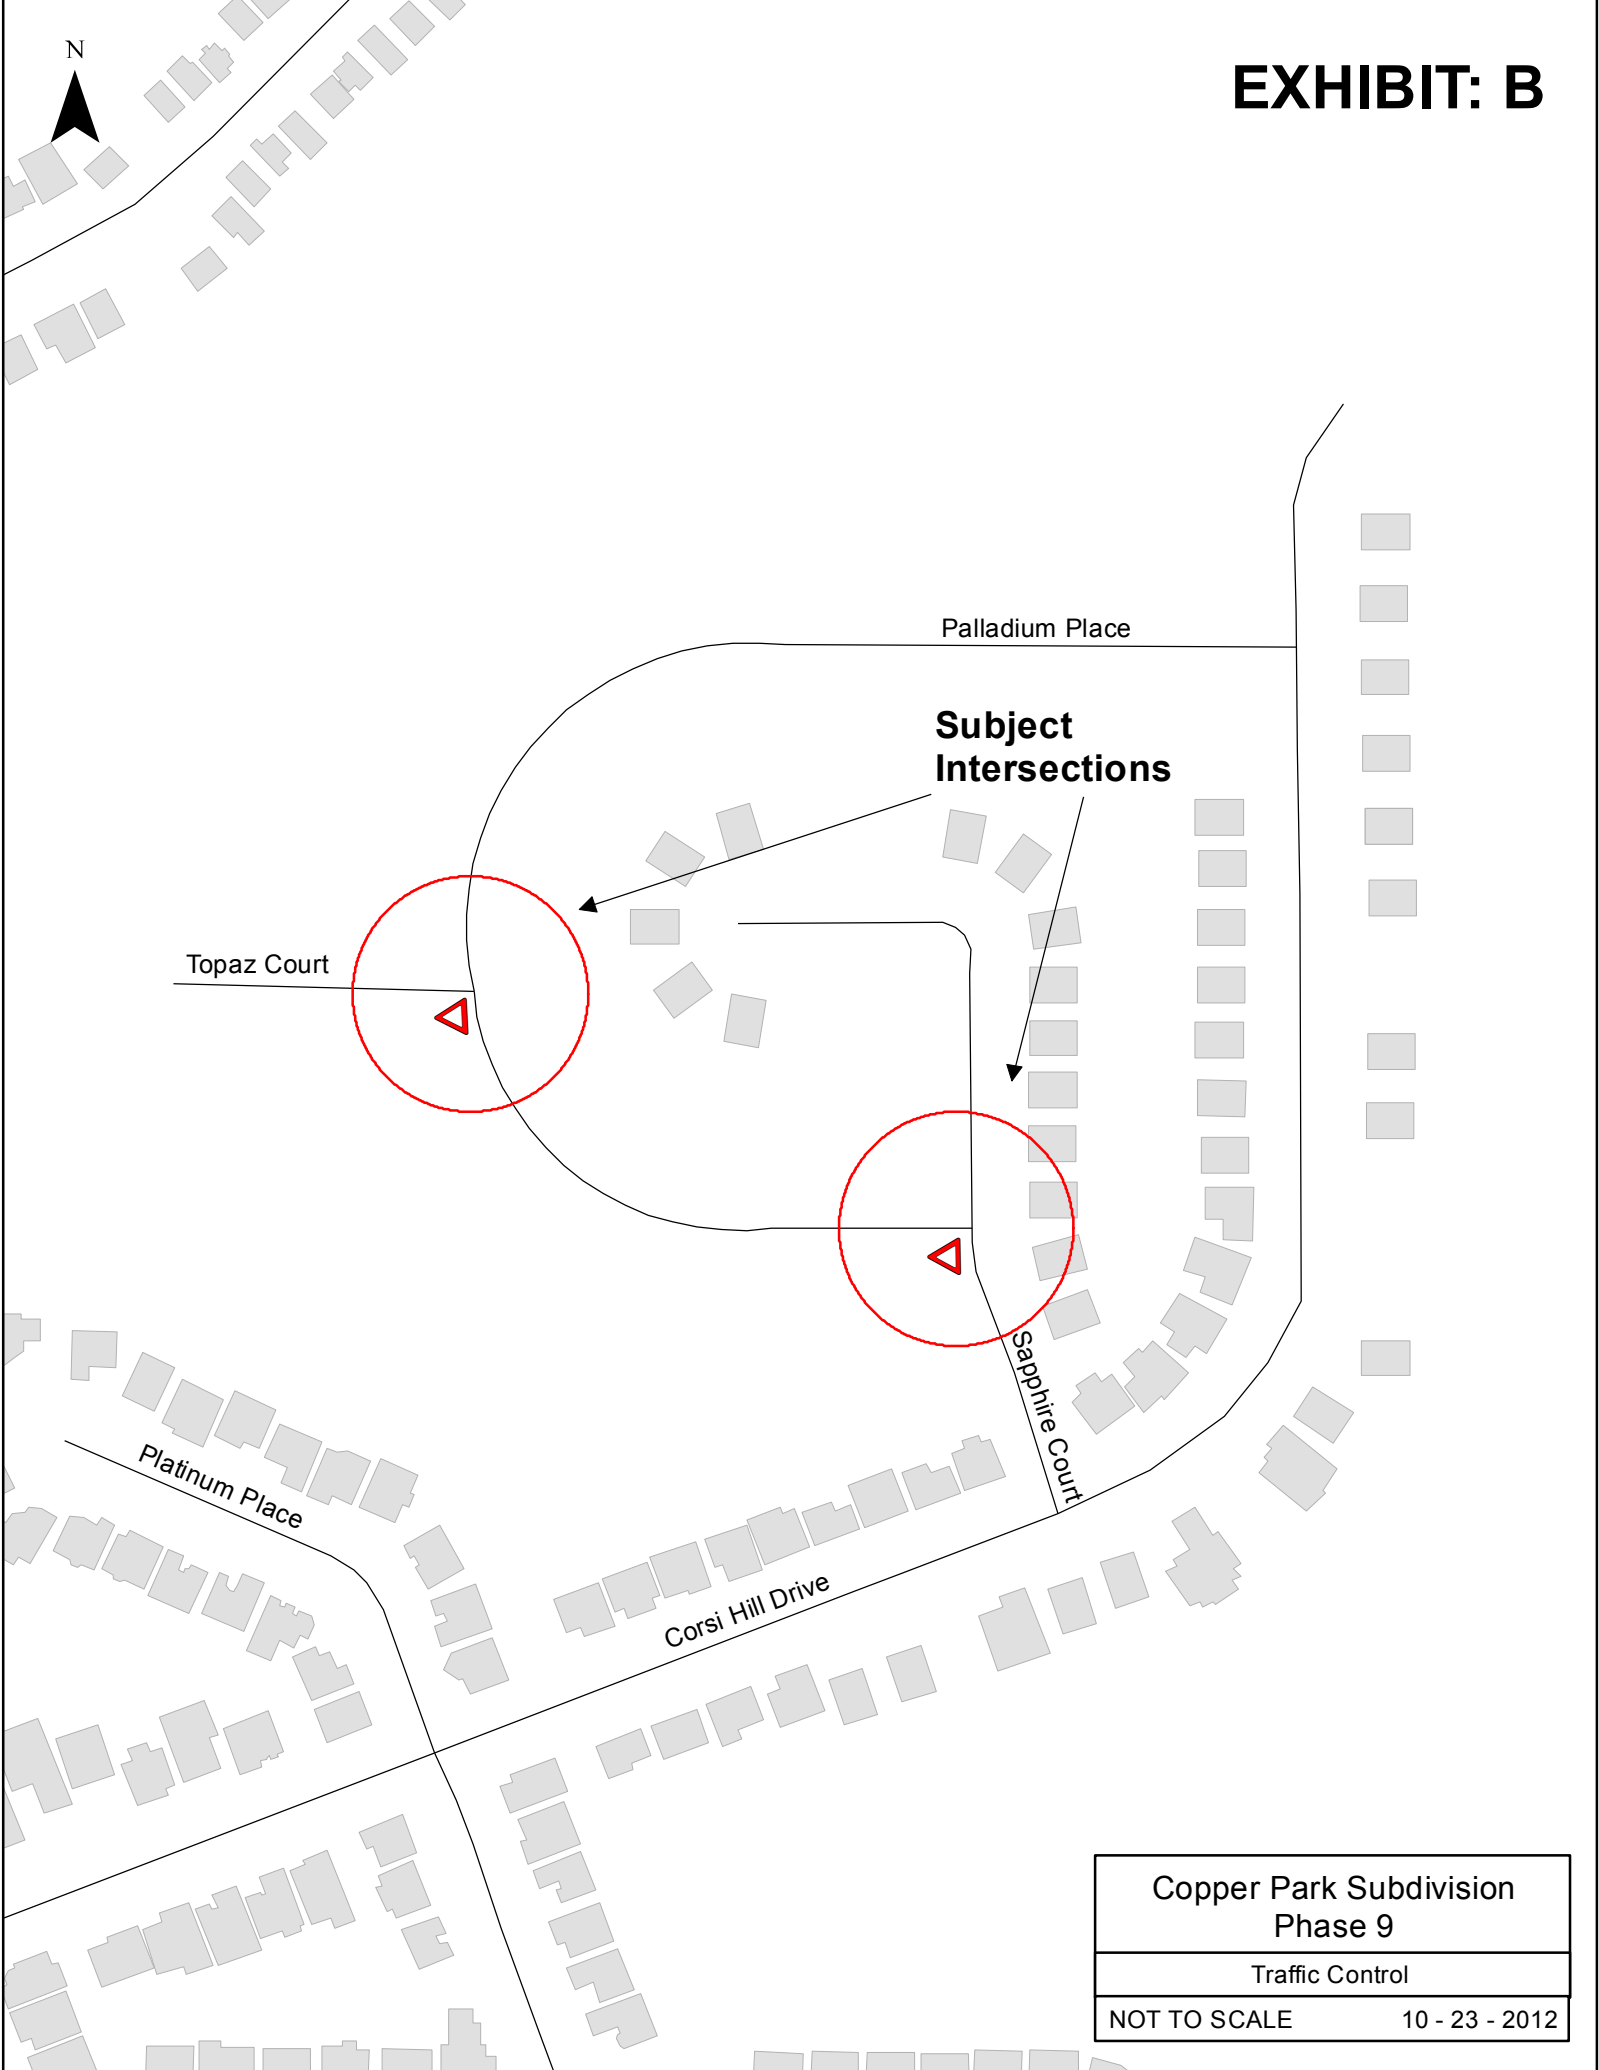 N
EXHIBIT: B
Palladium Place
Subject
Intersections
Topaz Court
Sapphire Court
Platinum Place
Corsi Hill Drive
Copper Park Subdivision
Phase 9
Traffic Control
NOT TO SCALE 10 - 23 - 2012